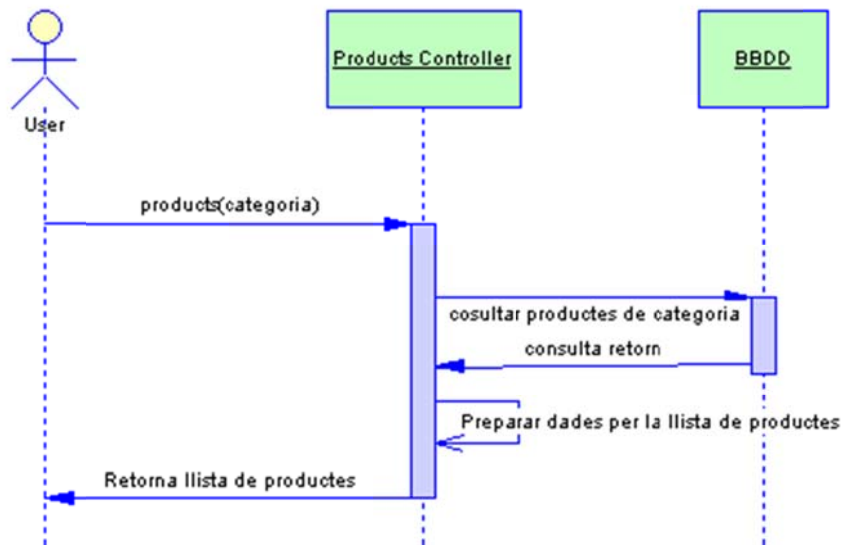 Products Controller
BBDD
User
products(categoria)
cosultar productes de categoria
consulta retorn
Preparar dades per la llista de productes
Retorna llista de productes